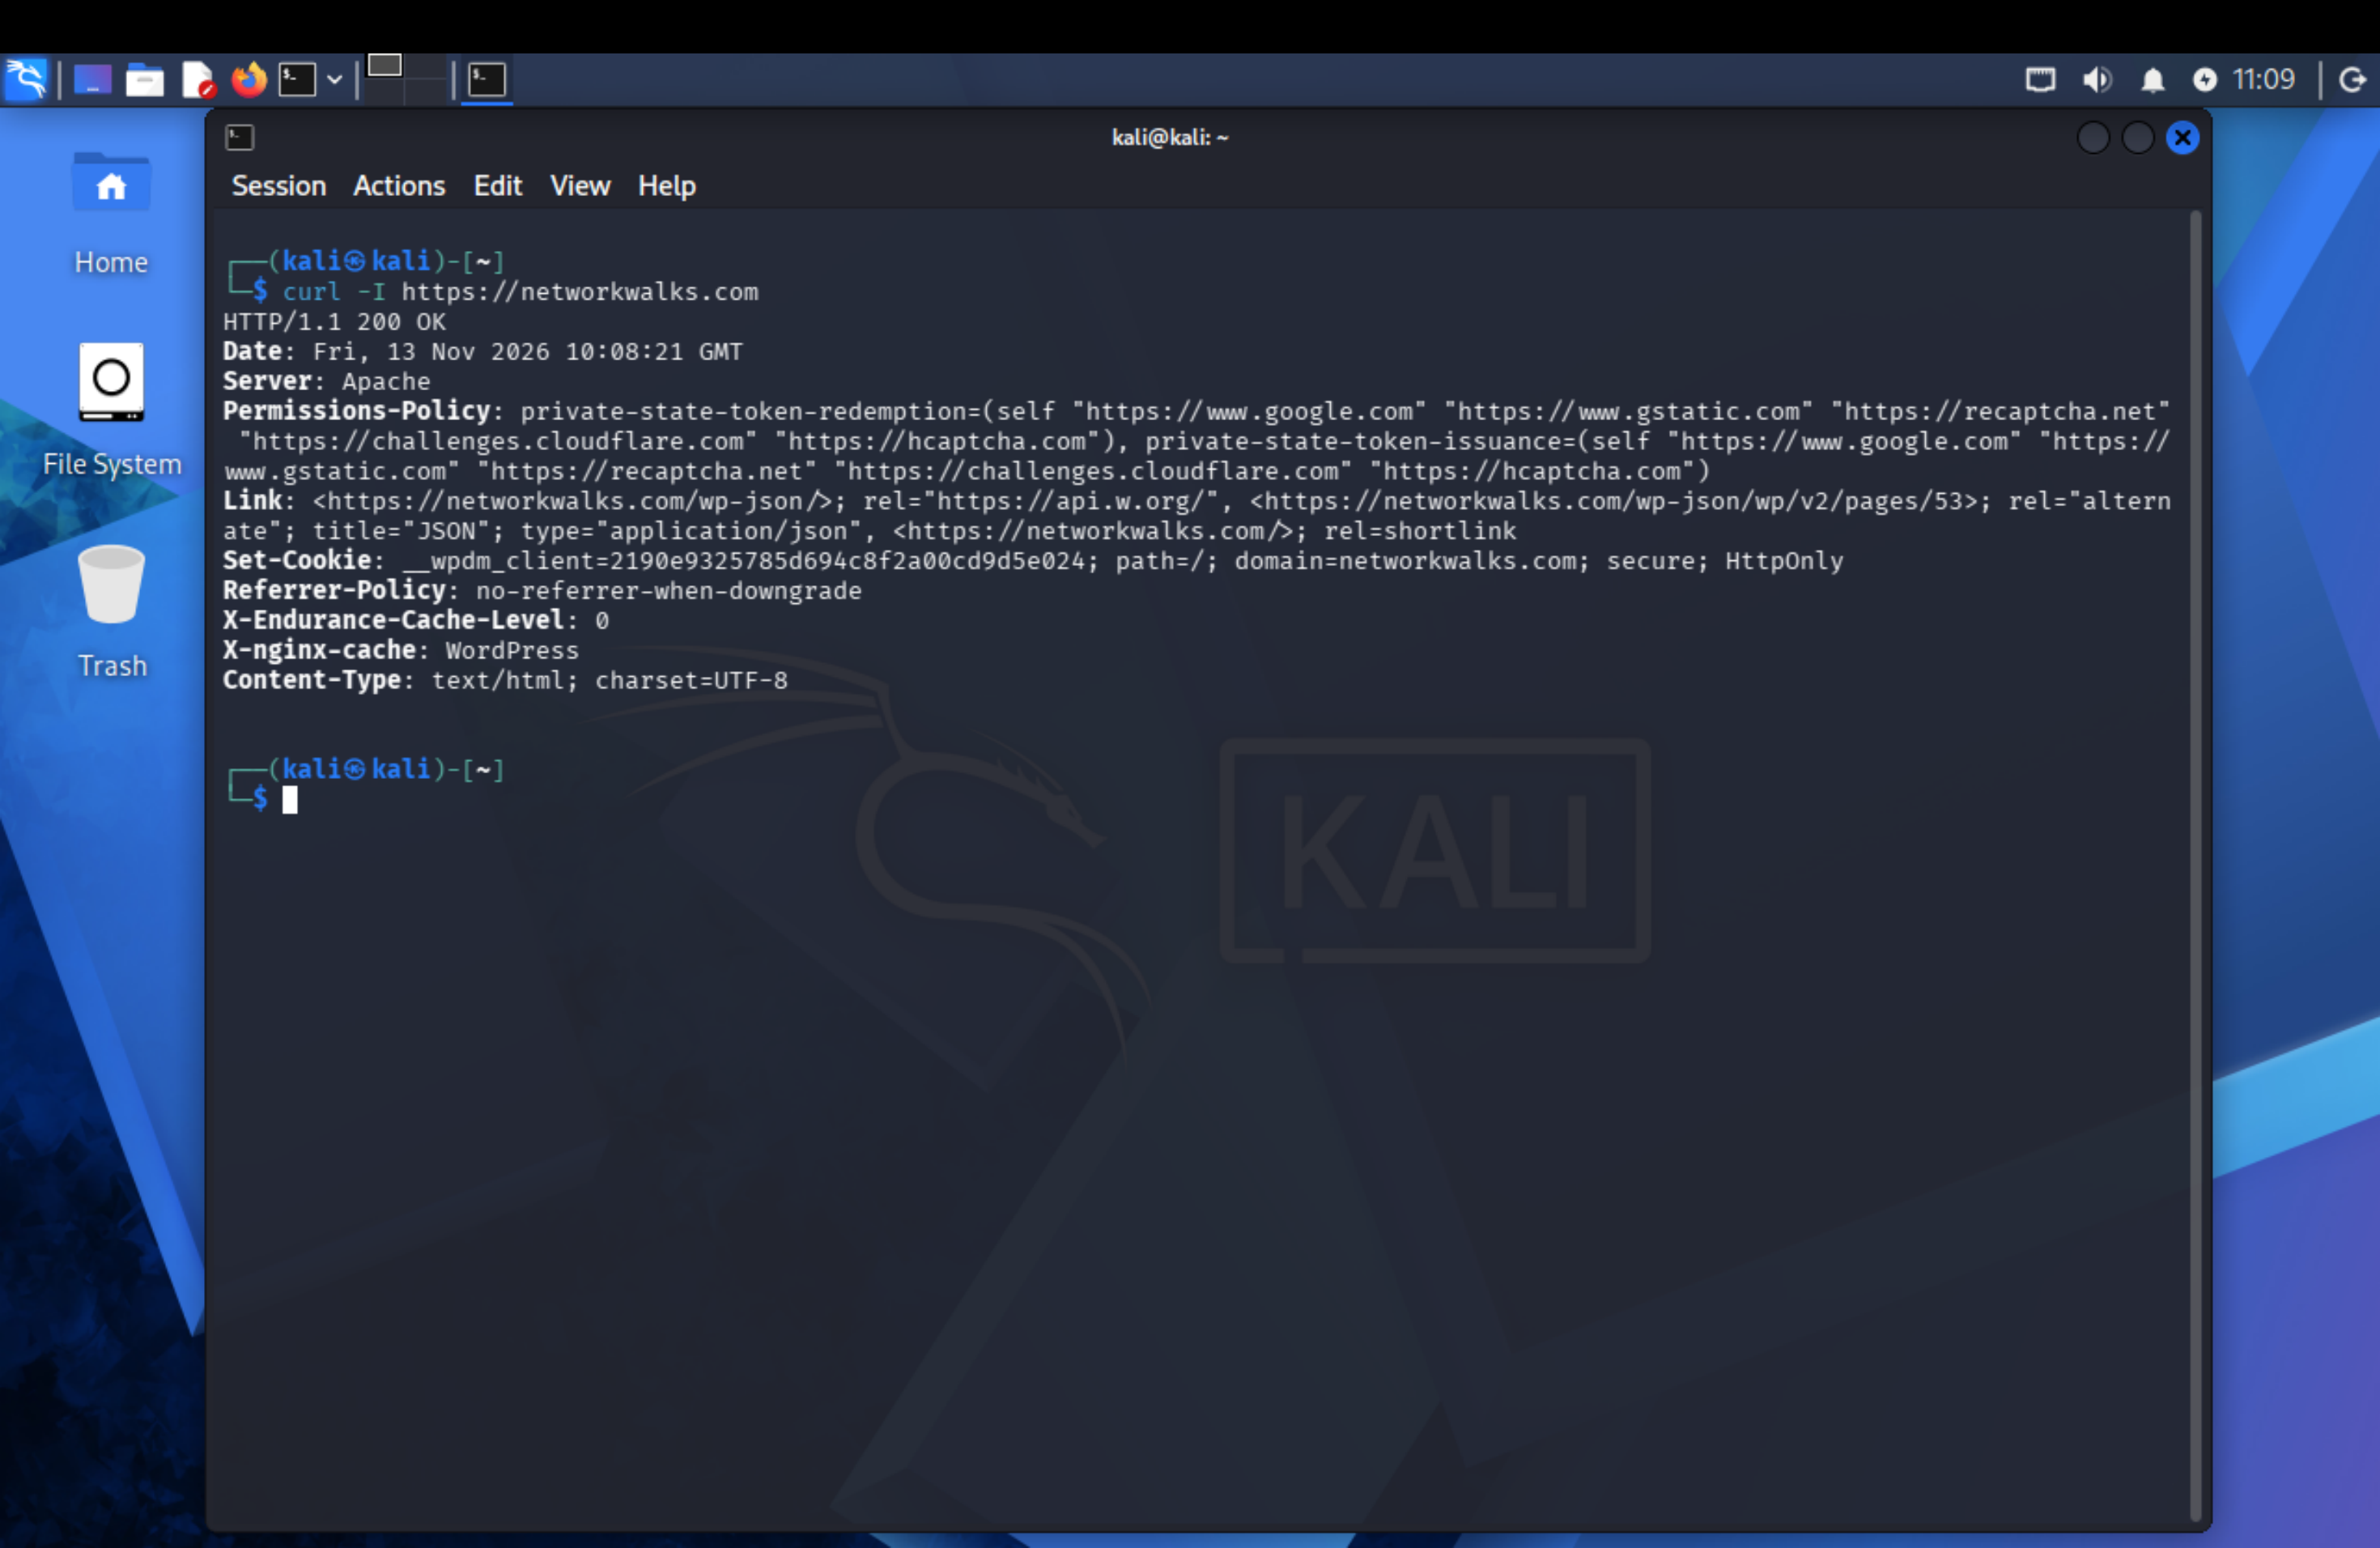 11:09
kali@kali: ~
Session Actions Edit View Help
Home
File System
Trash
┌──(kali㉿kali)-[~]
└─$ curl -I https://networkwalks.com
HTTP/1.1 200 OK
Date: Fri, 13 Nov 2026 10:08:21 GMT
Server: Apache
Permissions-Policy: private-state-token-redemption=(self "https://www.google.com" "https://www.gstatic.com" "https://recaptcha.net"
 "https://challenges.cloudflare.com" "https://hcaptcha.com"), private-state-token-issuance=(self "https://www.google.com" "https://
www.gstatic.com" "https://recaptcha.net" "https://challenges.cloudflare.com" "https://hcaptcha.com")
Link: <https://networkwalks.com/wp-json/>; rel="https://api.w.org/", <https://networkwalks.com/wp-json/wp/v2/pages/53>; rel="altern
ate"; title="JSON"; type="application/json", <https://networkwalks.com/>; rel=shortlink
Set-Cookie: __wpdm_client=2190e9325785d694c8f2a00cd9d5e024; path=/; domain=networkwalks.com; secure; HttpOnly
Referrer-Policy: no-referrer-when-downgrade
X-Endurance-Cache-Level: 0
X-nginx-cache: WordPress
Content-Type: text/html; charset=UTF-8
┌──(kali㉿kali)-[~]
└─$
KALI